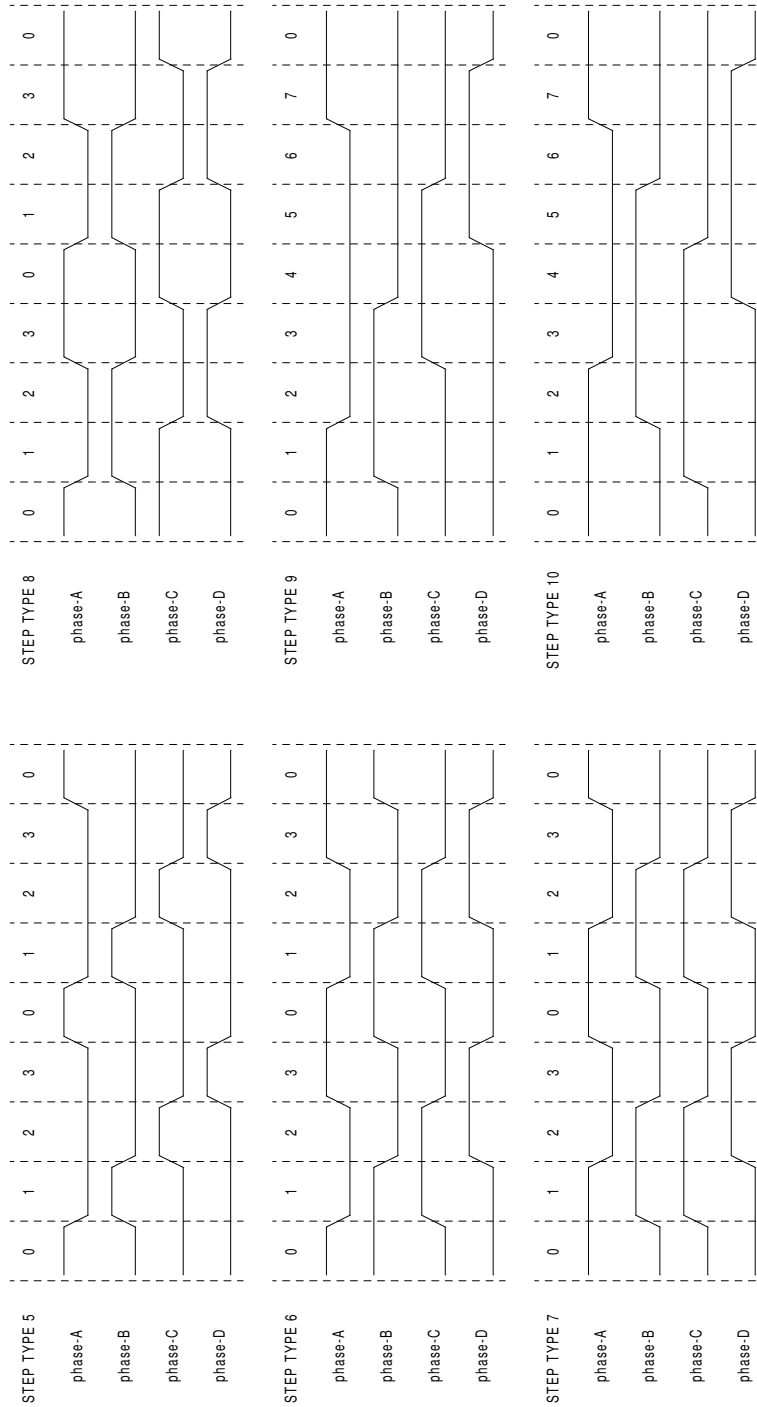 STEP TYPE 5
0 1 2 3 0 1 2 3 0
phase-A
phase-B
phase-C
phase-D
STEP TYPE 6
0 1 2 3 0 1 2 3 0
phase-A
phase-B
phase-C
phase-D
STEP TYPE 7
0 1 2 3 0 1 2 3 0
phase-A
phase-B
phase-C
phase-D
STEP TYPE 8
0 1 2 3 0 1 2 3 0
phase-A
phase-B
phase-C
phase-D
STEP TYPE 9
0 1 2 3 4 5 6 7 0
phase-A
phase-B
phase-C
phase-D
STEP TYPE 10
0 1 2 3 4 5 6 7 0
phase-A
phase-B
phase-C
phase-D